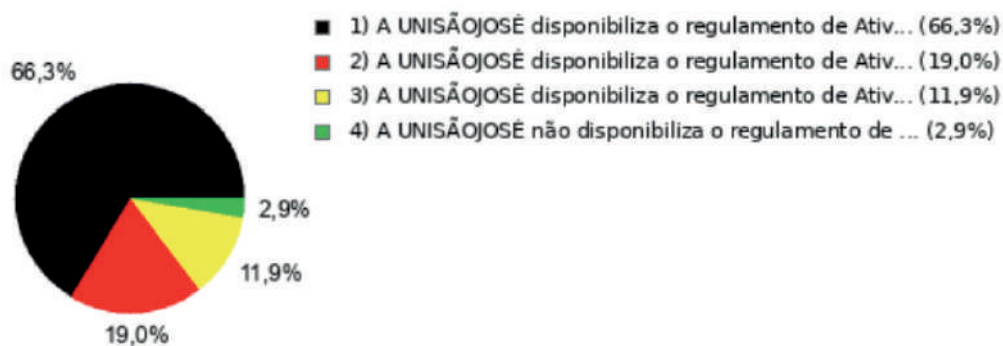 1) A UNISÃOJOSÉ disponibiliza o regulamento de Ativ... (66,3%)
2) A UNISÃOJOSÉ disponibiliza o regulamento de Ativ... (19,0%)
3) A UNISÃOJOSÉ disponibiliza o regulamento de Ativ... (11,9%)
4) A UNISÃOJOSÉ não disponibiliza o regulamento de ... (2,9%)
66,3%
2,9%
11,9%
19,0%